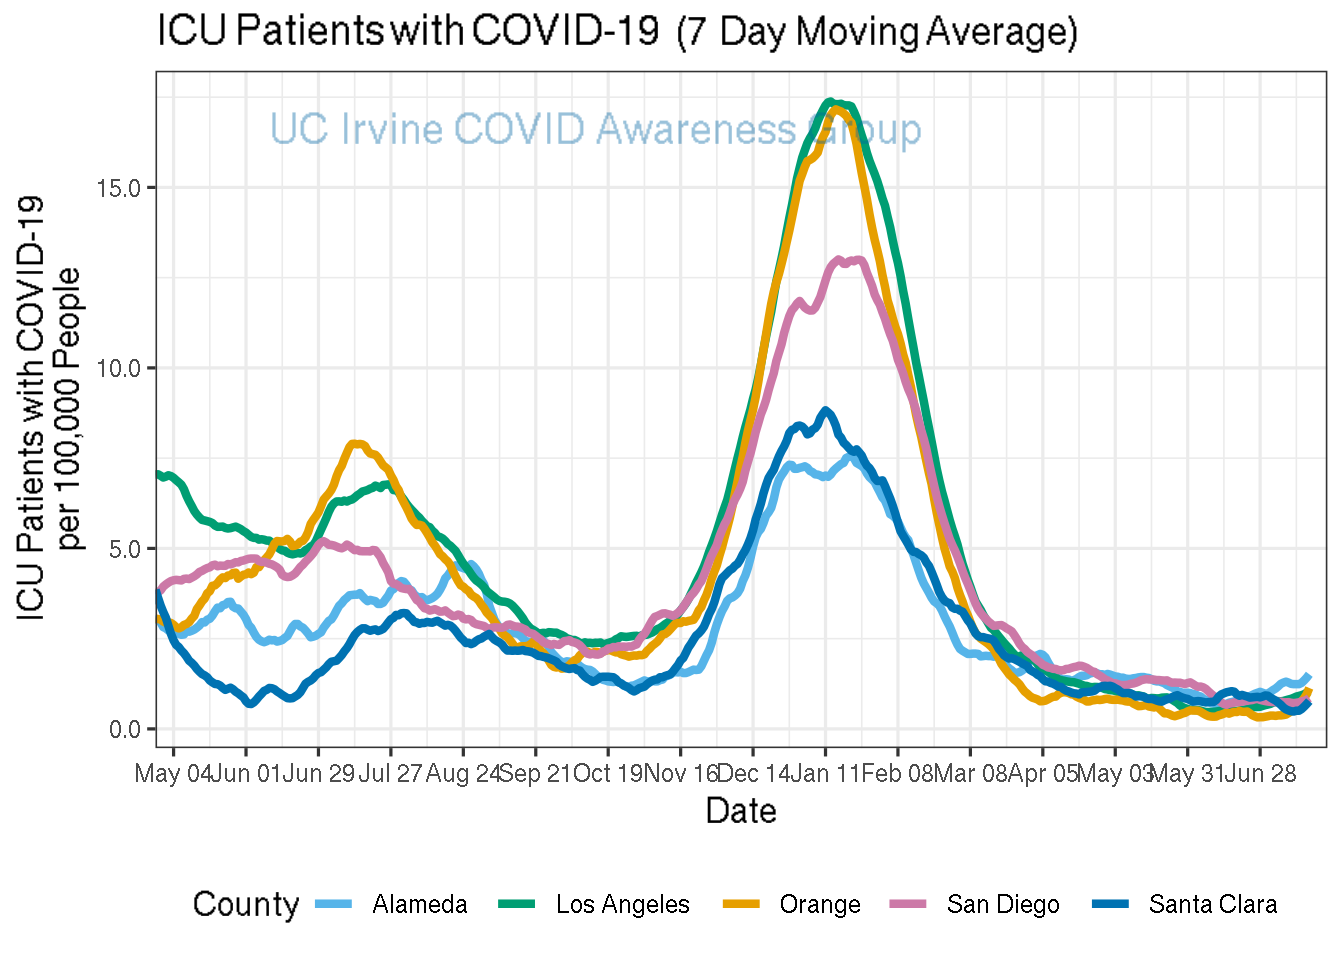 ICU Patients with COVID-19 (7 Day Moving Average)
UC Irvine COVID Awareness Group
ICU Patients with COVID-19
per 100,000 People
15.0
10.0
5.0
0.0
May 04 Jun 01 Jun 29 Jul 27 Aug 24 Sep 21 Oct 19 Nov 16 Dec 14 Jan 11 Feb 08 Mar 08 Apr 05 May 03 May 31 Jun 28
Date
County Alameda Los Angeles Orange San Diego Santa Clara